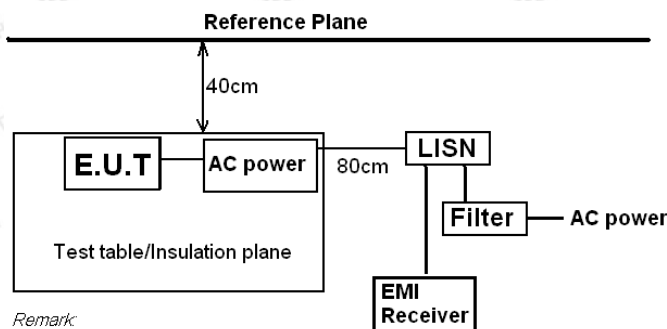 Reference Plane
40cm
E.U.T
AC power
80cm
LISN
Filter
AC power
Test table/Insulation plane
EMI
Receiver
Remark: